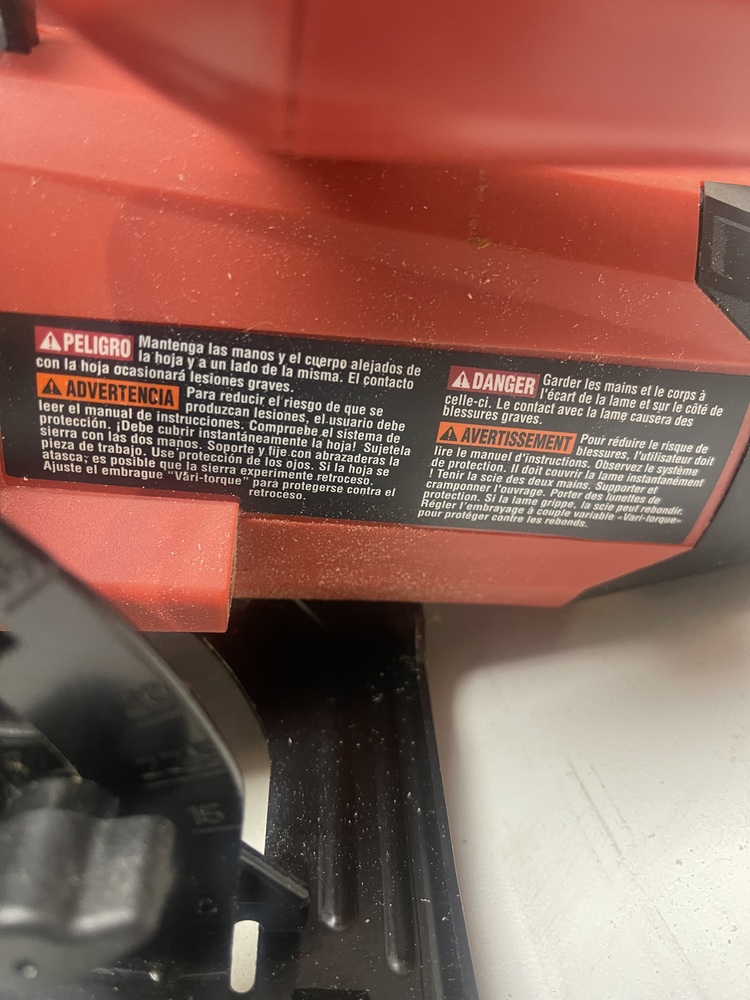 PELIGRO Mantenga las manos y el cuerpo alejados de
la hoja y a un lado de la misma. El contacto
con la hoja ocasionará lesiones graves.
ADVERTENCIA Para reducir el riesgo de que se
produzcan lesiones, el usuario debe
leer el manual de instrucciones. Compruebe el sistema de
protección. ¡Debe cubrir instantáneamente la hoja! Sujetela
sierra con las dos manos. Soporte y fije con abrazaderas la
pieza de trabajo. Use protección de los ojos. Si la hoja se
atasca; es posible que la sierra experimente retroceso.
Ajuste el embrague "Vari-torque" para protegerse contra el
retroceso.
DANGER Garder les mains et le corps à
l'écart de la lame et sur le côté de
celle-ci. Le contact avec la lame causera des
blessures graves.
AVERTISSEMENT Pour réduire le risque de
blessures, l'utilisateur doit
lire le manuel d'instructions. Observez le système
de protection. Il doit couvrir la lame instantanément
! Tenir la scie des deux mains. Supporter et
cramponner l'ouvrage. Porter des lunettes de
protection. Si la lame grippe, la scie peut rebondir.
Régler l'embrayage à couple variable «Vari-torque»
pour protéger contre les rebonds.
15